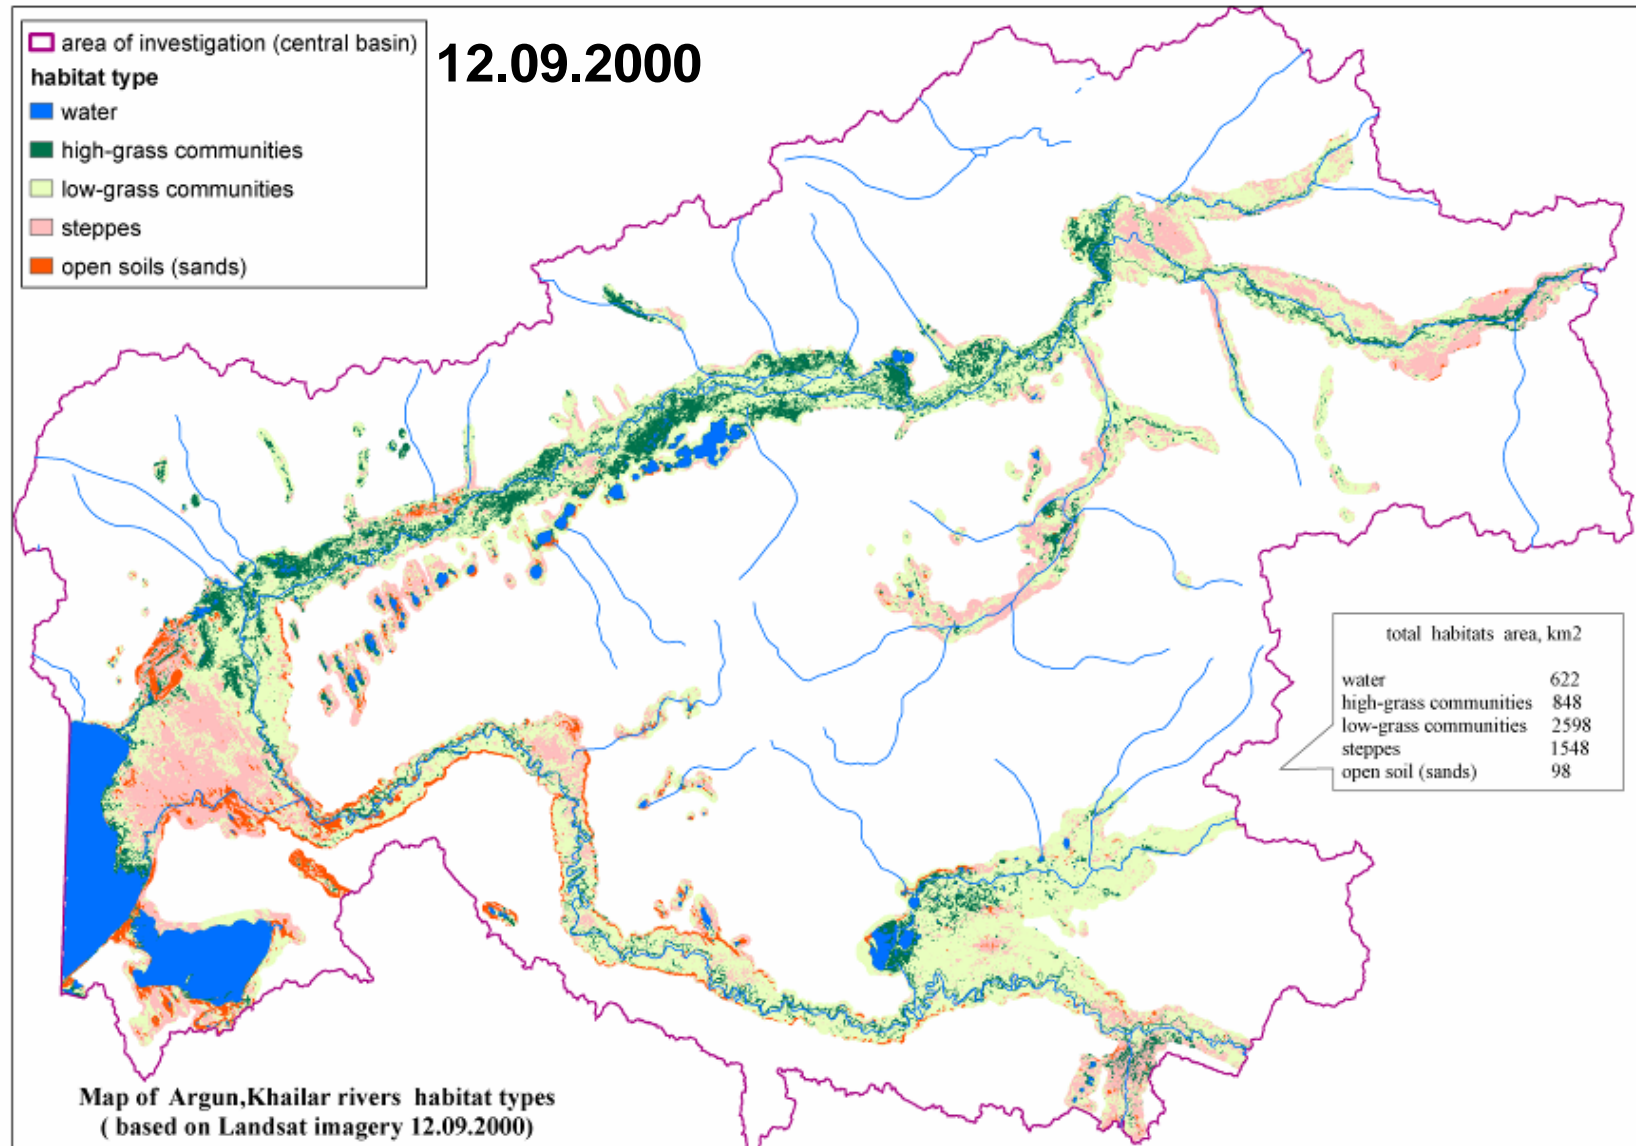 area of investigation (central basin)
habitat type
water
high-grass communities
low-grass communities
steppes
open soils (sands)
12.09.2000
total habitats area, km2
water 622
high-grass communities 848
low-grass communities 2598
steppes 1548
open soil (sands) 98
Map of Argun,Khailar rivers habitat types
( based on Landsat imagery 12.09.2000)